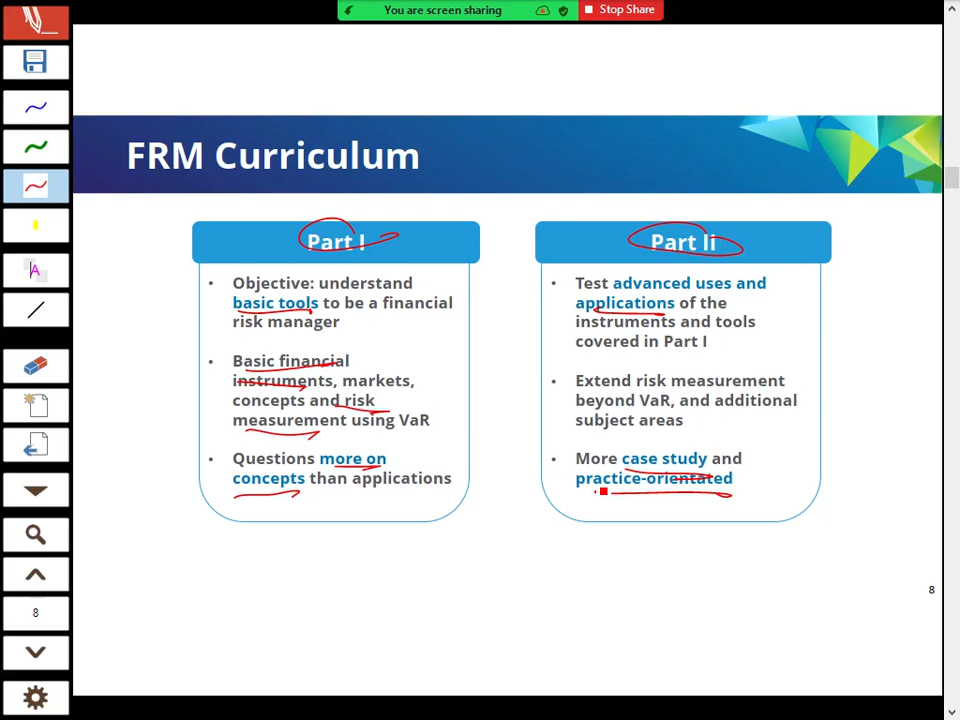 You are screen sharing
Stop Share
FRM Curriculum
Part I
• Objective: understand
basic tools to be a financial
risk manager
• Basic financial
instruments, markets,
concepts and risk
measurement using VaR
• Questions more on
concepts than applications
Part Ii
• Test advanced uses and
applications of the
instruments and tools
covered in Part I
• Extend risk measurement
beyond VaR, and additional
subject areas
• More case study and
practice-orientated
8
A
8